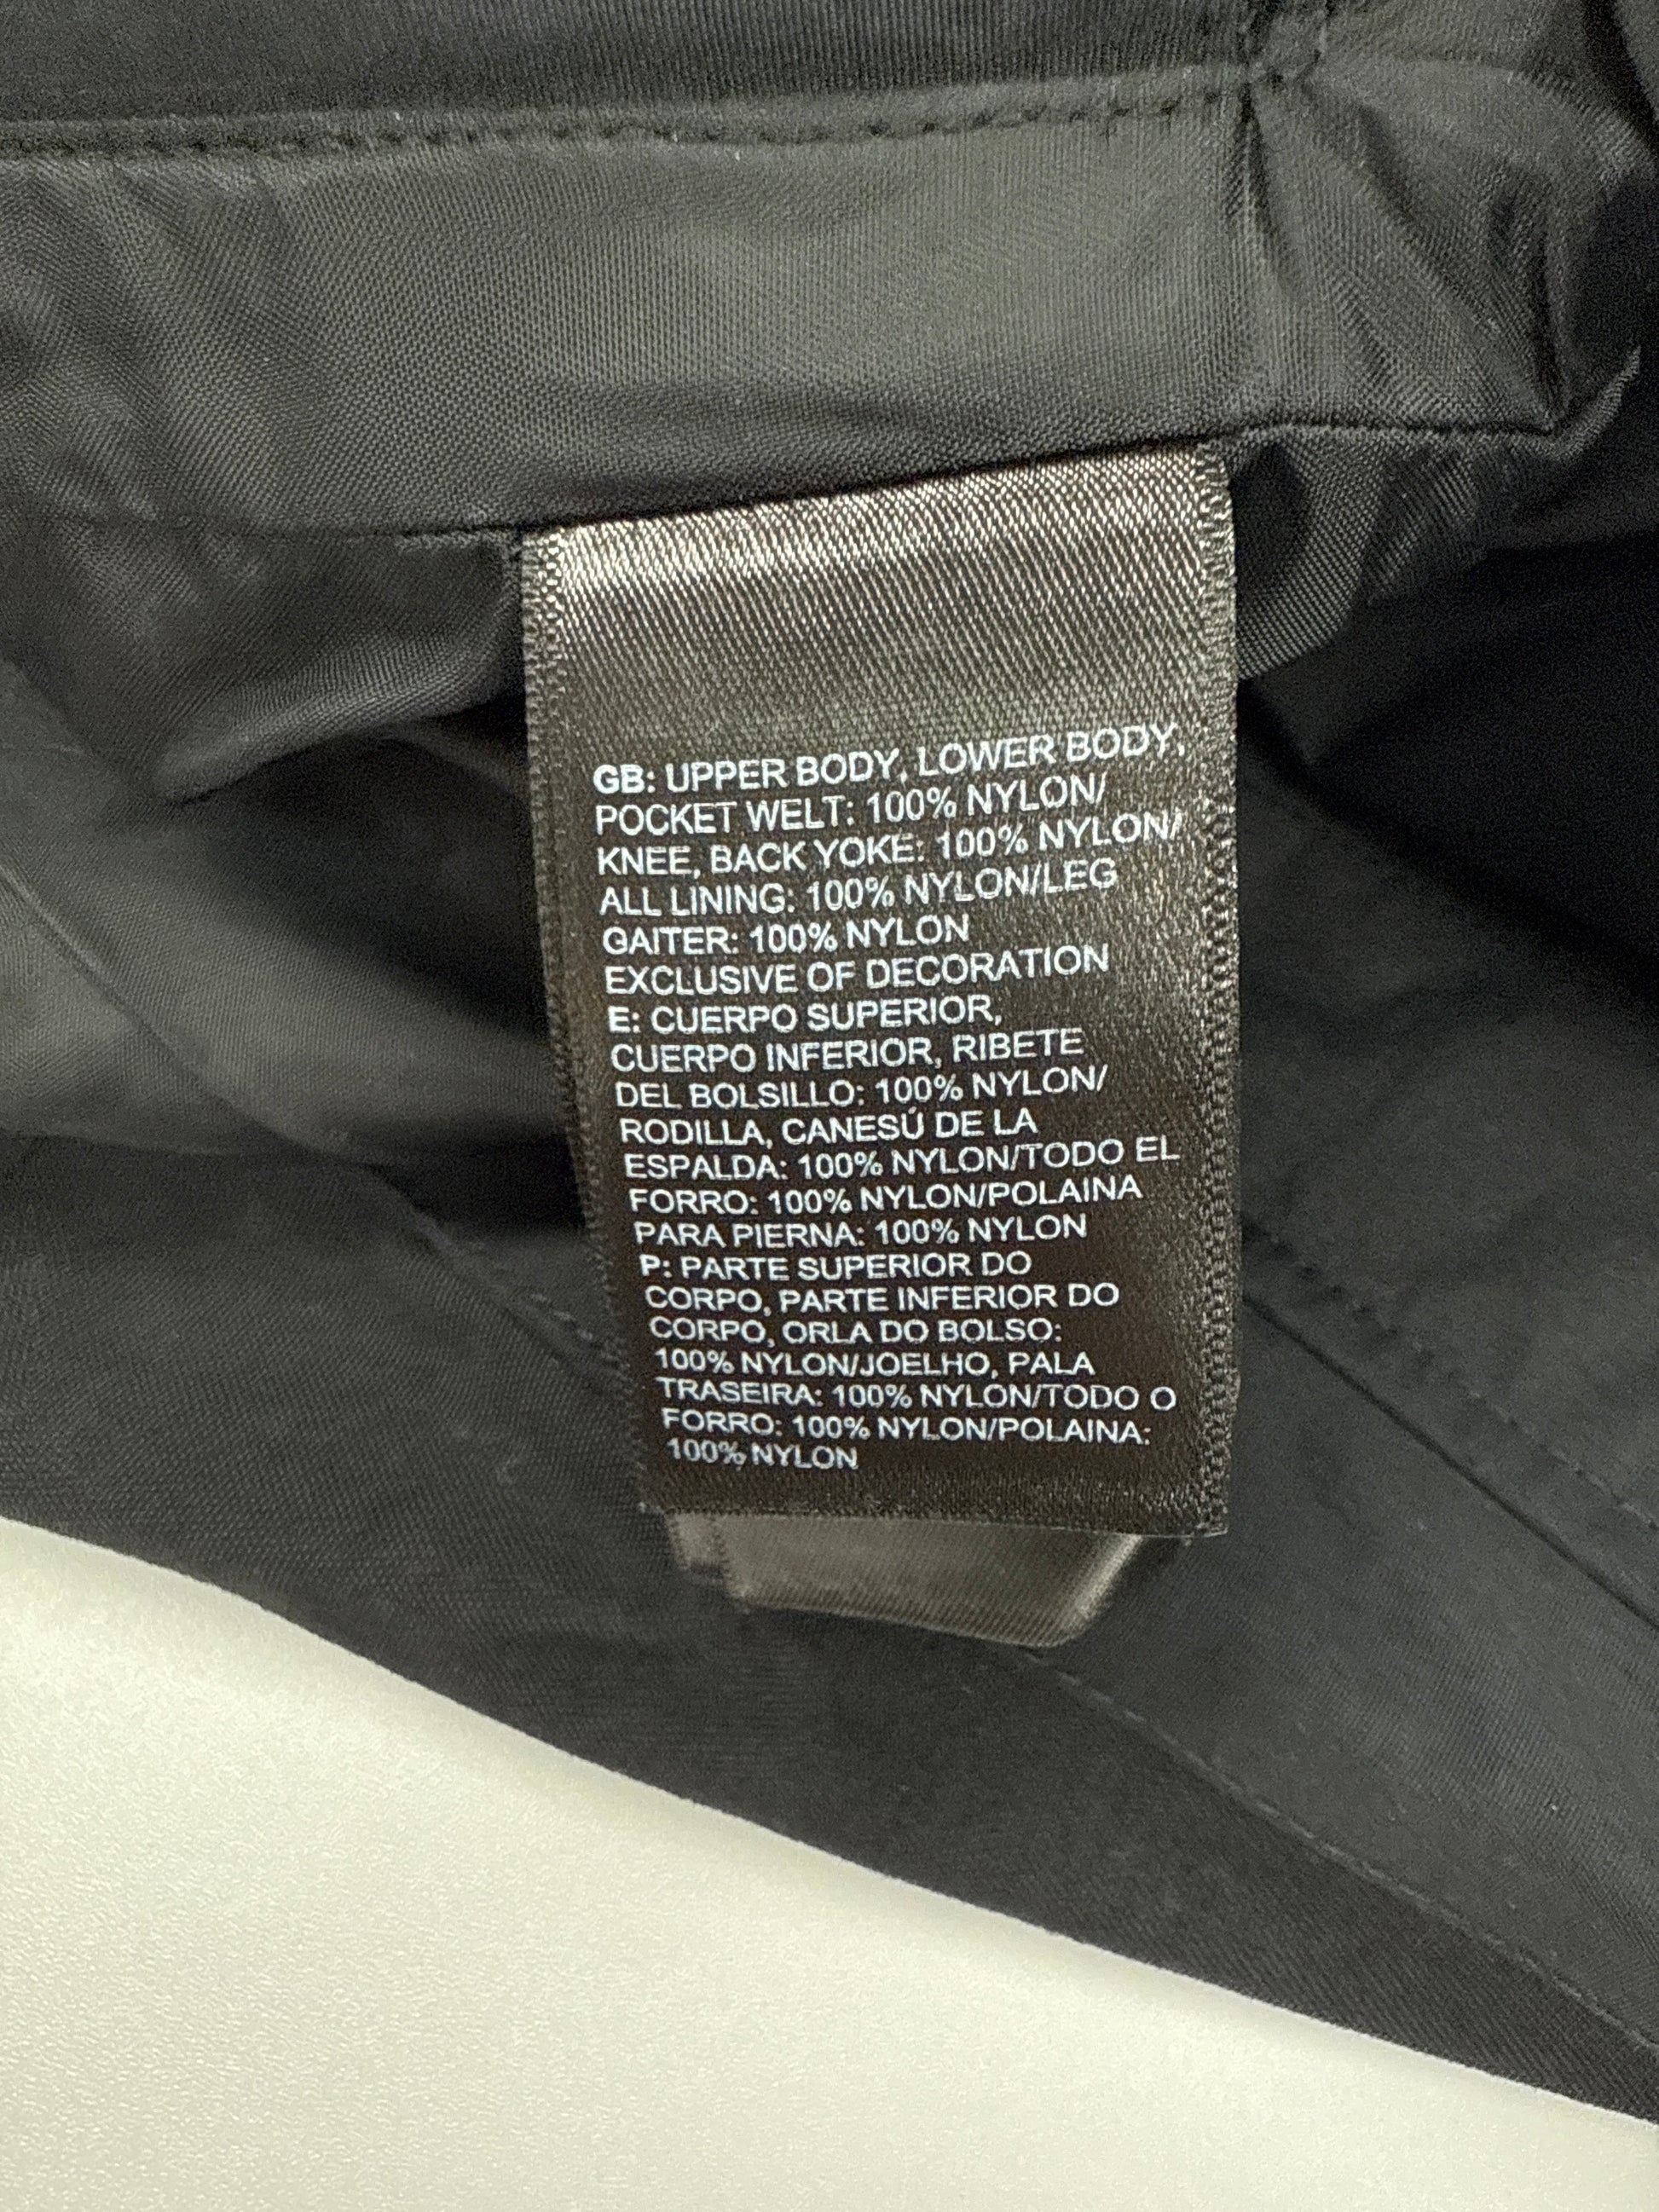 GB: UPPER BODY, LOWER BODY,
POCKET WELT: 100% NYLON/
KNEE, BACK YOKE: 100% NYLON/
ALL LINING: 100% NYLON/LEG
GAITER: 100% NYLON
EXCLUSIVE OF DECORATION
E: CUERPO SUPERIOR,
CUERPO INFERIOR, RIBETE
DEL BOLSILLO: 100% NYLON/
RODILLA, CANESÚ DE LA
ESPALDA: 100% NYLON/TODO EL
FORRO: 100% NYLON/POLAINA
PARA PIERNA: 100% NYLON
P: PARTE SUPERIOR DO
CORPO, PARTE INFERIOR DO
CORPO, ORLA DO BOLSO:
100% NYLON/JOELHO, PALA
TRASEIRA: 100% NYLON/TODO O
FORRO: 100% NYLON/POLAINA:
100% NYLON